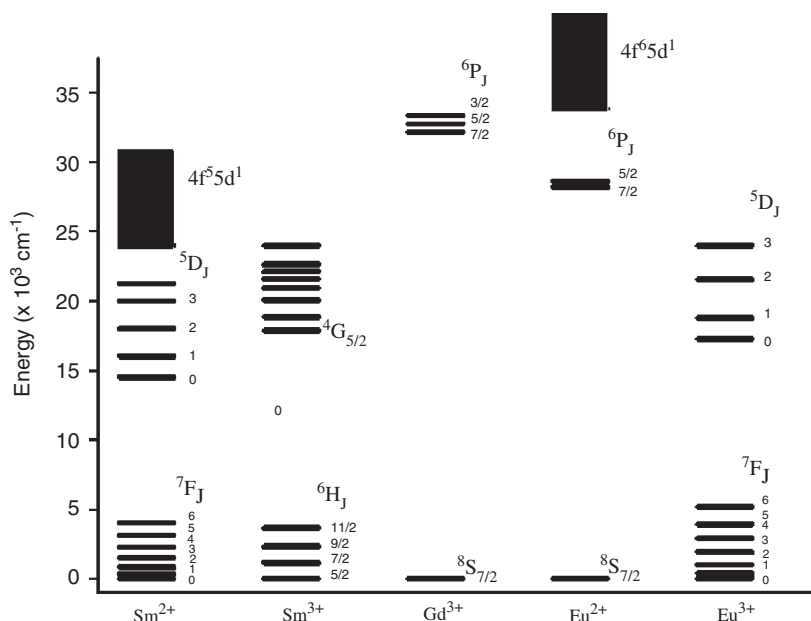 Energy (x 10³ cm⁻¹)
35
30
25
20
15
10
5
0
4f⁵5d¹
⁵D_J
3
2
1
0
⁷F_J
6
5
4
3
2
1
0
Sm²⁺
⁴G₅/₂
0
⁶H_J
11/2
9/2
7/2
5/2
Sm³⁺
⁶P_J
3/2
5/2
7/2
⁸S₇/₂
Gd³⁺
4f⁶5d¹
⁶P_J
5/2
7/2
⁸S₇/₂
Eu²⁺
⁵D_J
3
2
1
0
⁷F_J
6
5
4
3
2
1
0
Eu³⁺